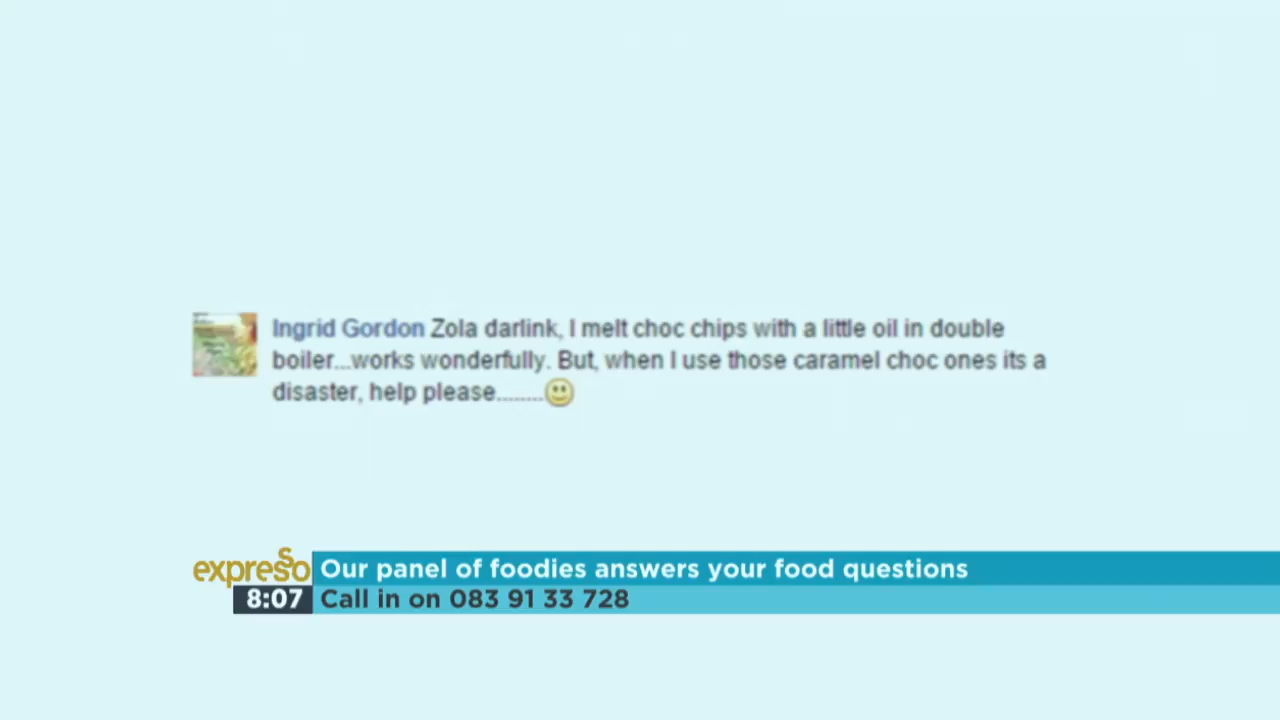 Ingrid Gordon Zola darlink, I melt choc chips with a little oil in double
boiler...works wonderfully. But, when I use those caramel choc ones its a
disaster, help please........
expresso Our panel of foodies answers your food questions
8:07 Call in on 083 91 33 728